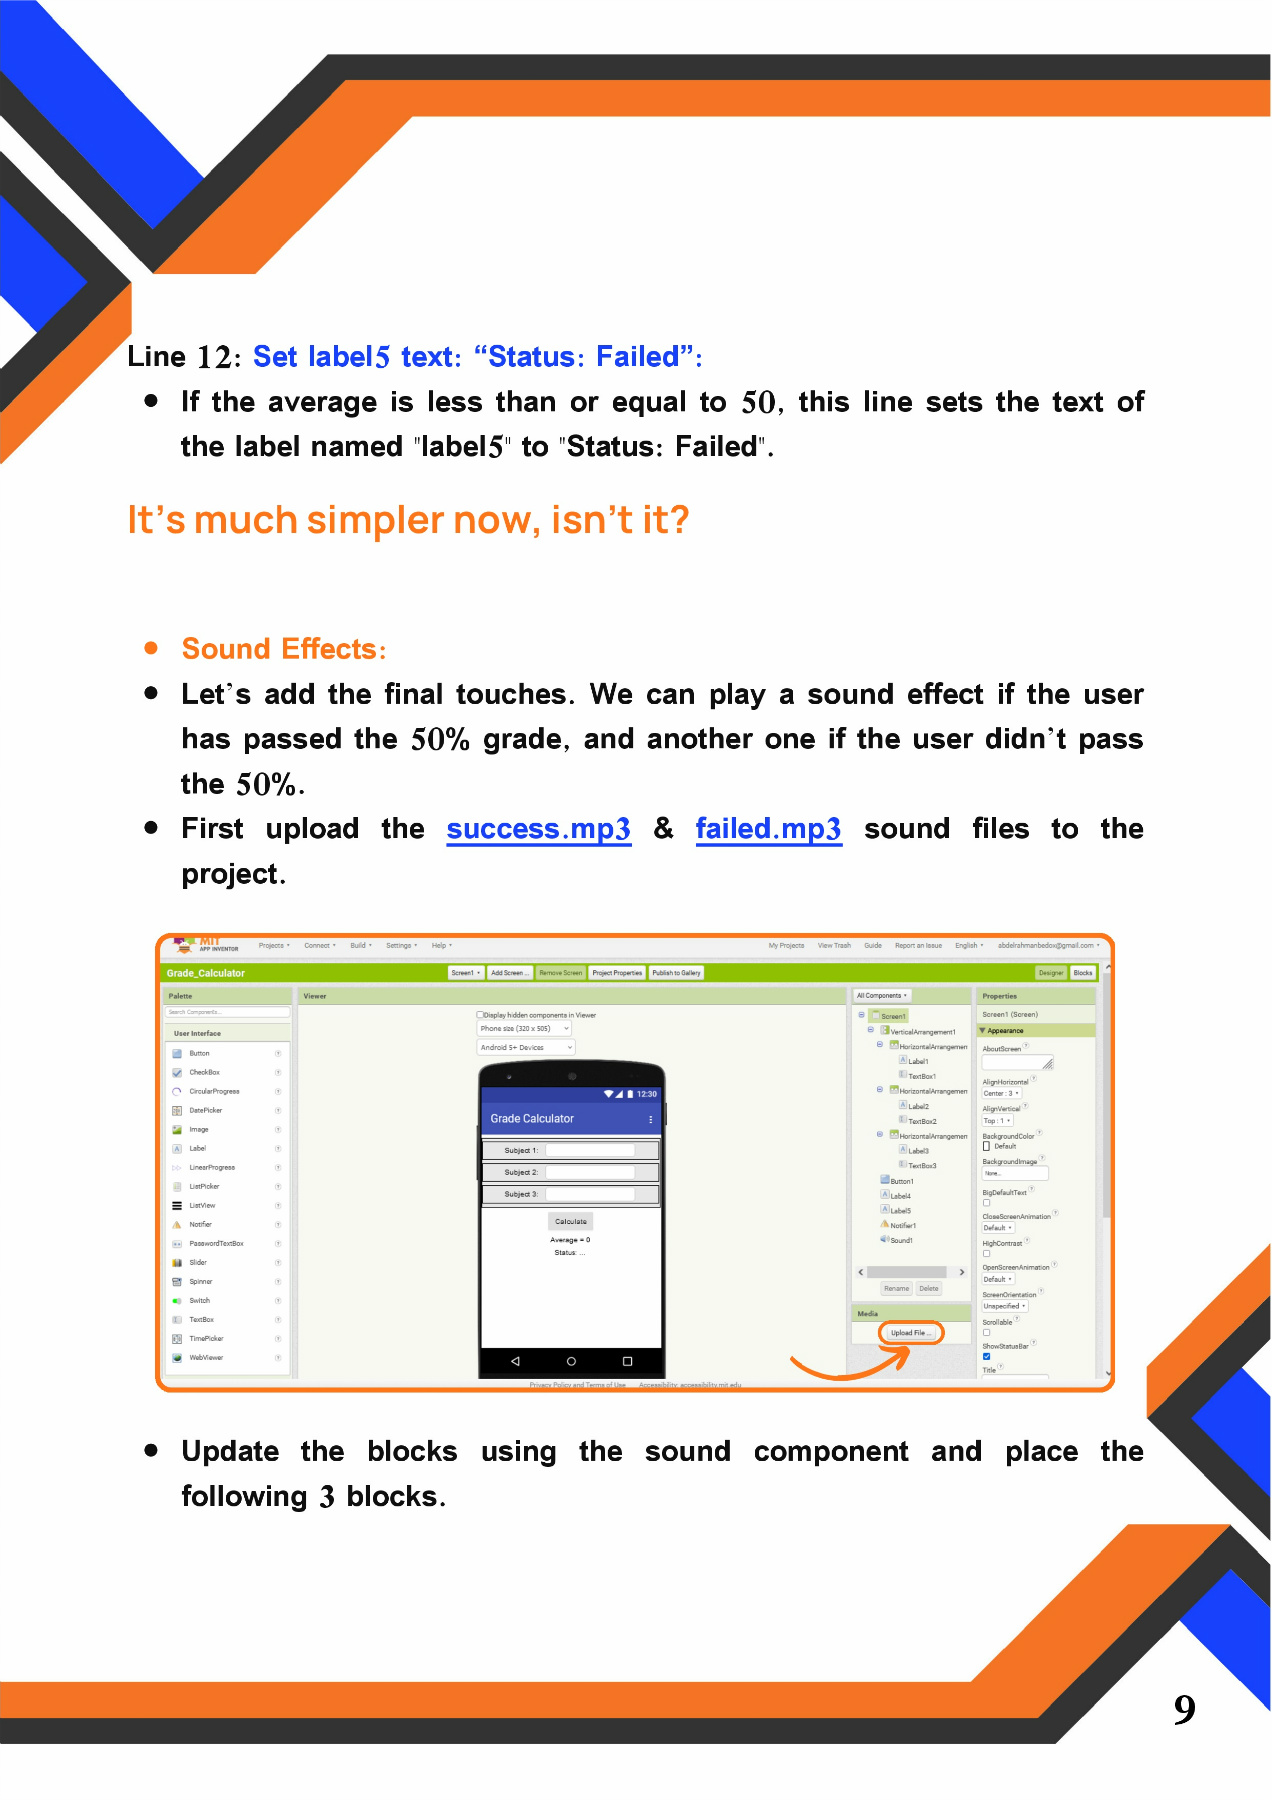 Line 12: Set label5 text: “Status: Failed”:
● If the average is less than or equal to 50, this line sets the text of
the label named "label5" to "Status: Failed".
It’s much simpler now, isn’t it?
● Sound Effects:
● Let’s add the final touches. We can play a sound effect if the user
has passed the 50% grade, and another one if the user didn’t pass
the 50%.
● First upload the success.mp3 & failed.mp3 sound files to the
project.
MIT
APP INVENTOR
Projects
Connect
Build
Settings
Help
My Projects
View Trash
Guide
Report an Issue
English
abdelrahmanbedox@gmail.com
Grade_Calculator
Screen1
Add Screen ...
Remove Screen
Project Properties
Publish to Gallery
Designer
Blocks
Palette
Search Components...
User Interface
Button
CheckBox
CircularProgress
DatePicker
Image
Label
LinearProgress
ListPicker
ListView
Notifier
PasswordTextBox
Slider
Spinner
Switch
TextBox
TimePicker
WebViewer
Viewer
Display hidden components in Viewer
Phone size (320 x 505)
Android 5+ Devices
12:30
Grade Calculator
Subject 1:
Subject 2:
Subject 3:
Calculate
Average = 0
Status: ...
Privacy Policy and Terms of Use
Accessibility: accessibility.mit.edu
All Components
Screen1
VerticalArrangement1
HorizontalArrangemen
Label1
TextBox1
HorizontalArrangemen
Label2
TextBox2
HorizontalArrangemen
Label3
TextBox3
Button1
Label4
Label5
Notifier1
Sound1
Rename
Delete
Media
Upload File ...
Properties
Screen1 (Screen)
Appearance
AboutScreen
AlignHorizontal
Center : 3
AlignVertical
Top : 1
BackgroundColor
Default
BackgroundImage
None...
BigDefaultText
CloseScreenAnimation
Default
HighContrast
OpenScreenAnimation
Default
ScreenOrientation
Unspecified
Scrollable
ShowStatusBar
Title
● Update the blocks using the sound component and place the
following 3 blocks.
9